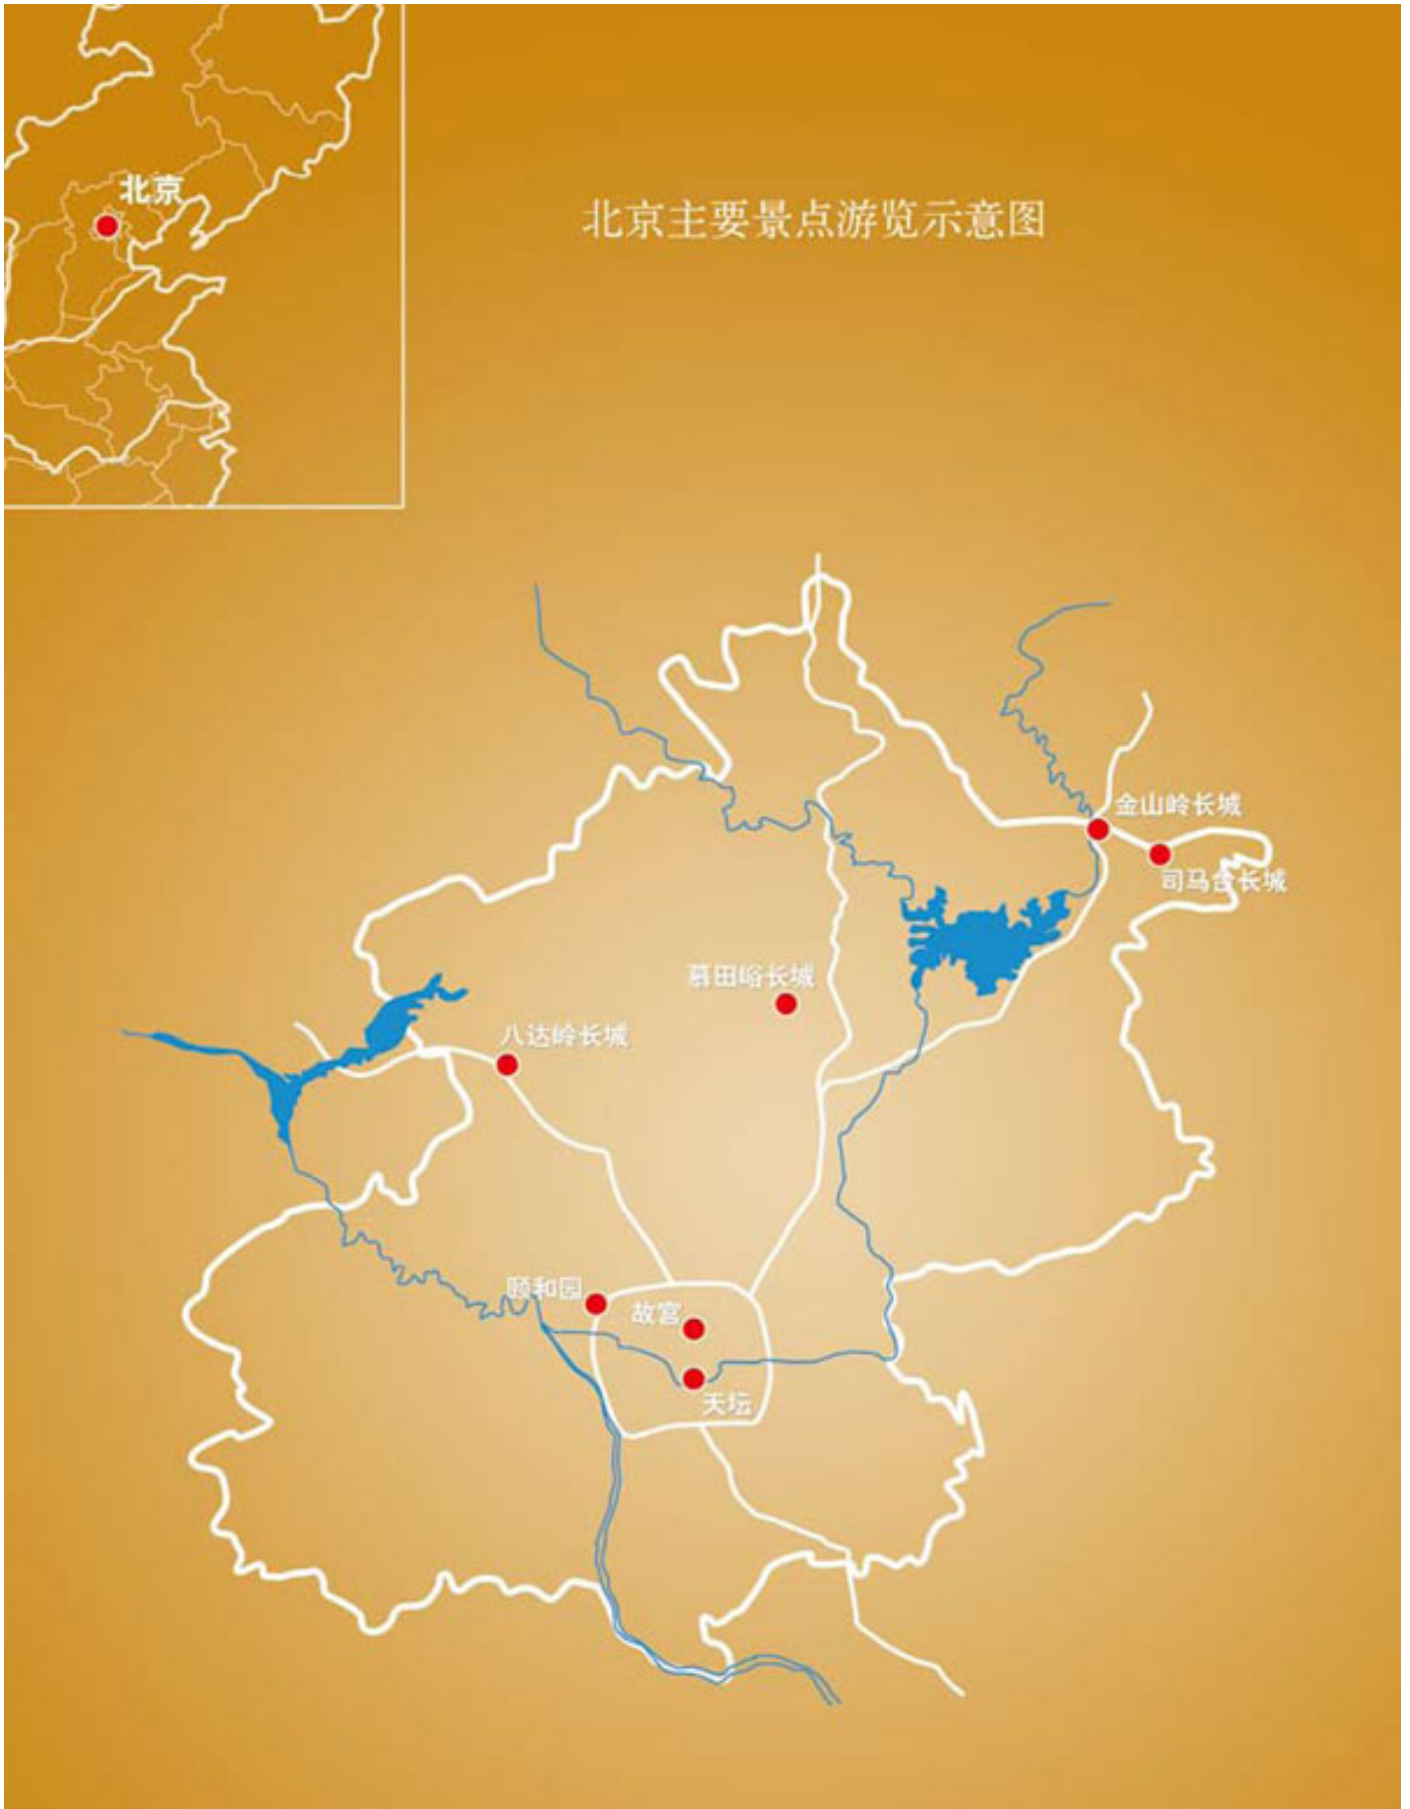 北京
北京主要景点游览示意图
金山岭长城
司马台长城
慕田峪长城
八达岭长城
颐和园
故宫
天坛